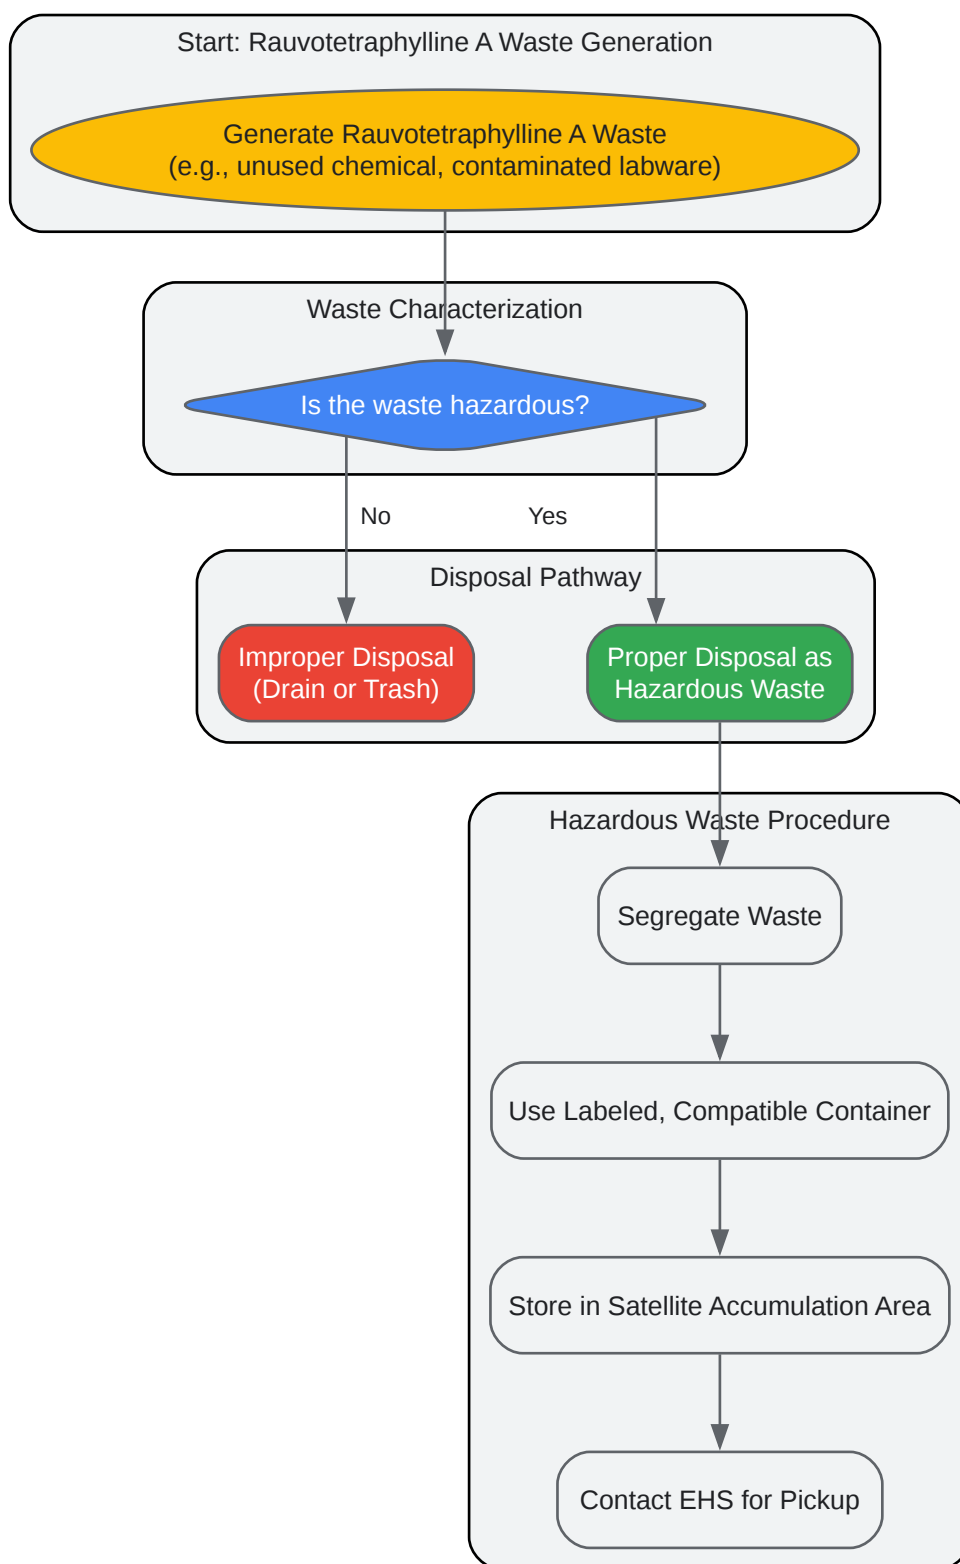 Start: Rauvotetraphylline A Waste Generation
Generate Rauvotetraphylline A Waste
(e.g., unused chemical, contaminated labware)
Waste Characterization
Is the waste hazardous?
No
Yes
Disposal Pathway
Improper Disposal
(Drain or Trash)
Proper Disposal as
Hazardous Waste
Hazardous Waste Procedure
Segregate Waste
Use Labeled, Compatible Container
Store in Satellite Accumulation Area
Contact EHS for Pickup